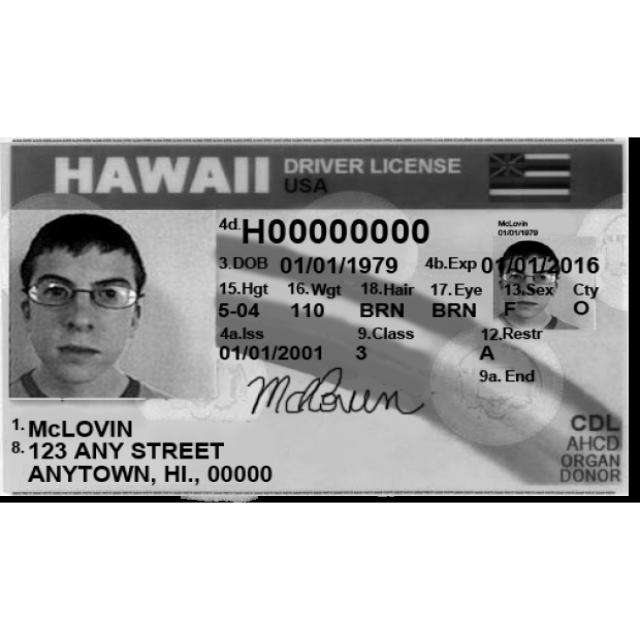 HAWAII DRIVER LICENSE
USA
4d. H00000000
McLovin
01/01/1979
3.DOB 01/01/1979 4b.Exp 01/01/2016
15.Hgt 16.Wgt 18.Hair 17.Eye 13.Sex Cty
5-04 110 BRN BRN F O
4a.Iss 9.Class 12.Restr
01/01/2001 3 A
9a. End
McLovin
1. McLOVIN
8. 123 ANY STREET
ANYTOWN, HI., 00000
CDL
AHCD
ORGAN
DONOR